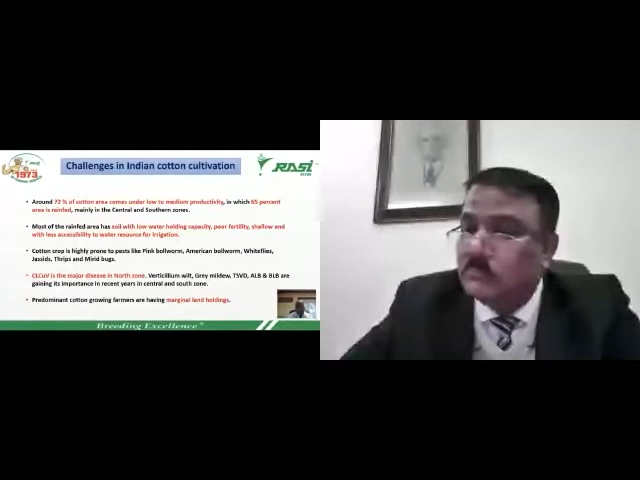 1973
Challenges in Indian cotton cultivation
RASI
SEEDS
Around 72 % of cotton area comes under low to medium productivity, in which 65 percent
area is rainfed, mainly in the Central and Southern zones.
Most of the rainfed area has soil with low water holding capacity, poor fertility, shallow and
with less accessibility to water resource for irrigation.
Cotton crop is highly prone to pests like Pink bollworm, American bollworm, Whiteflies,
Jassids, Thrips and Mirid bugs.
CLCuV is the major disease in North zone. Verticillium wilt, Grey mildew, TSVD, ALB & BLB are
gaining its importance in recent years in central and south zone.
Predominant cotton growing farmers are having marginal land holdings.
Breeding Excellence